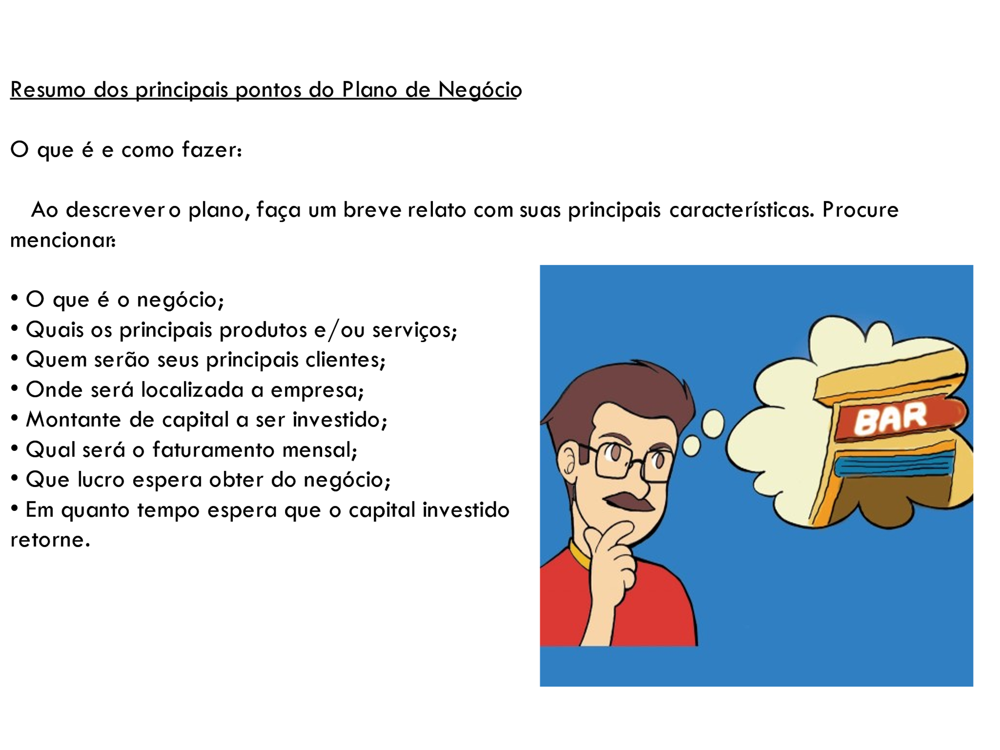 Resumo dos principais pontos do Plano de Negócio
O que é e como fazer:
Ao descrever o plano, faça um breve relato com suas principais características. Procure
mencionar:
• O que é o negócio;
• Quais os principais produtos e/ou serviços;
• Quem serão seus principais clientes;
• Onde será localizada a empresa;
• Montante de capital a ser investido;
• Qual será o faturamento mensal;
• Que lucro espera obter do negócio;
• Em quanto tempo espera que o capital investido
retorne.
BAR